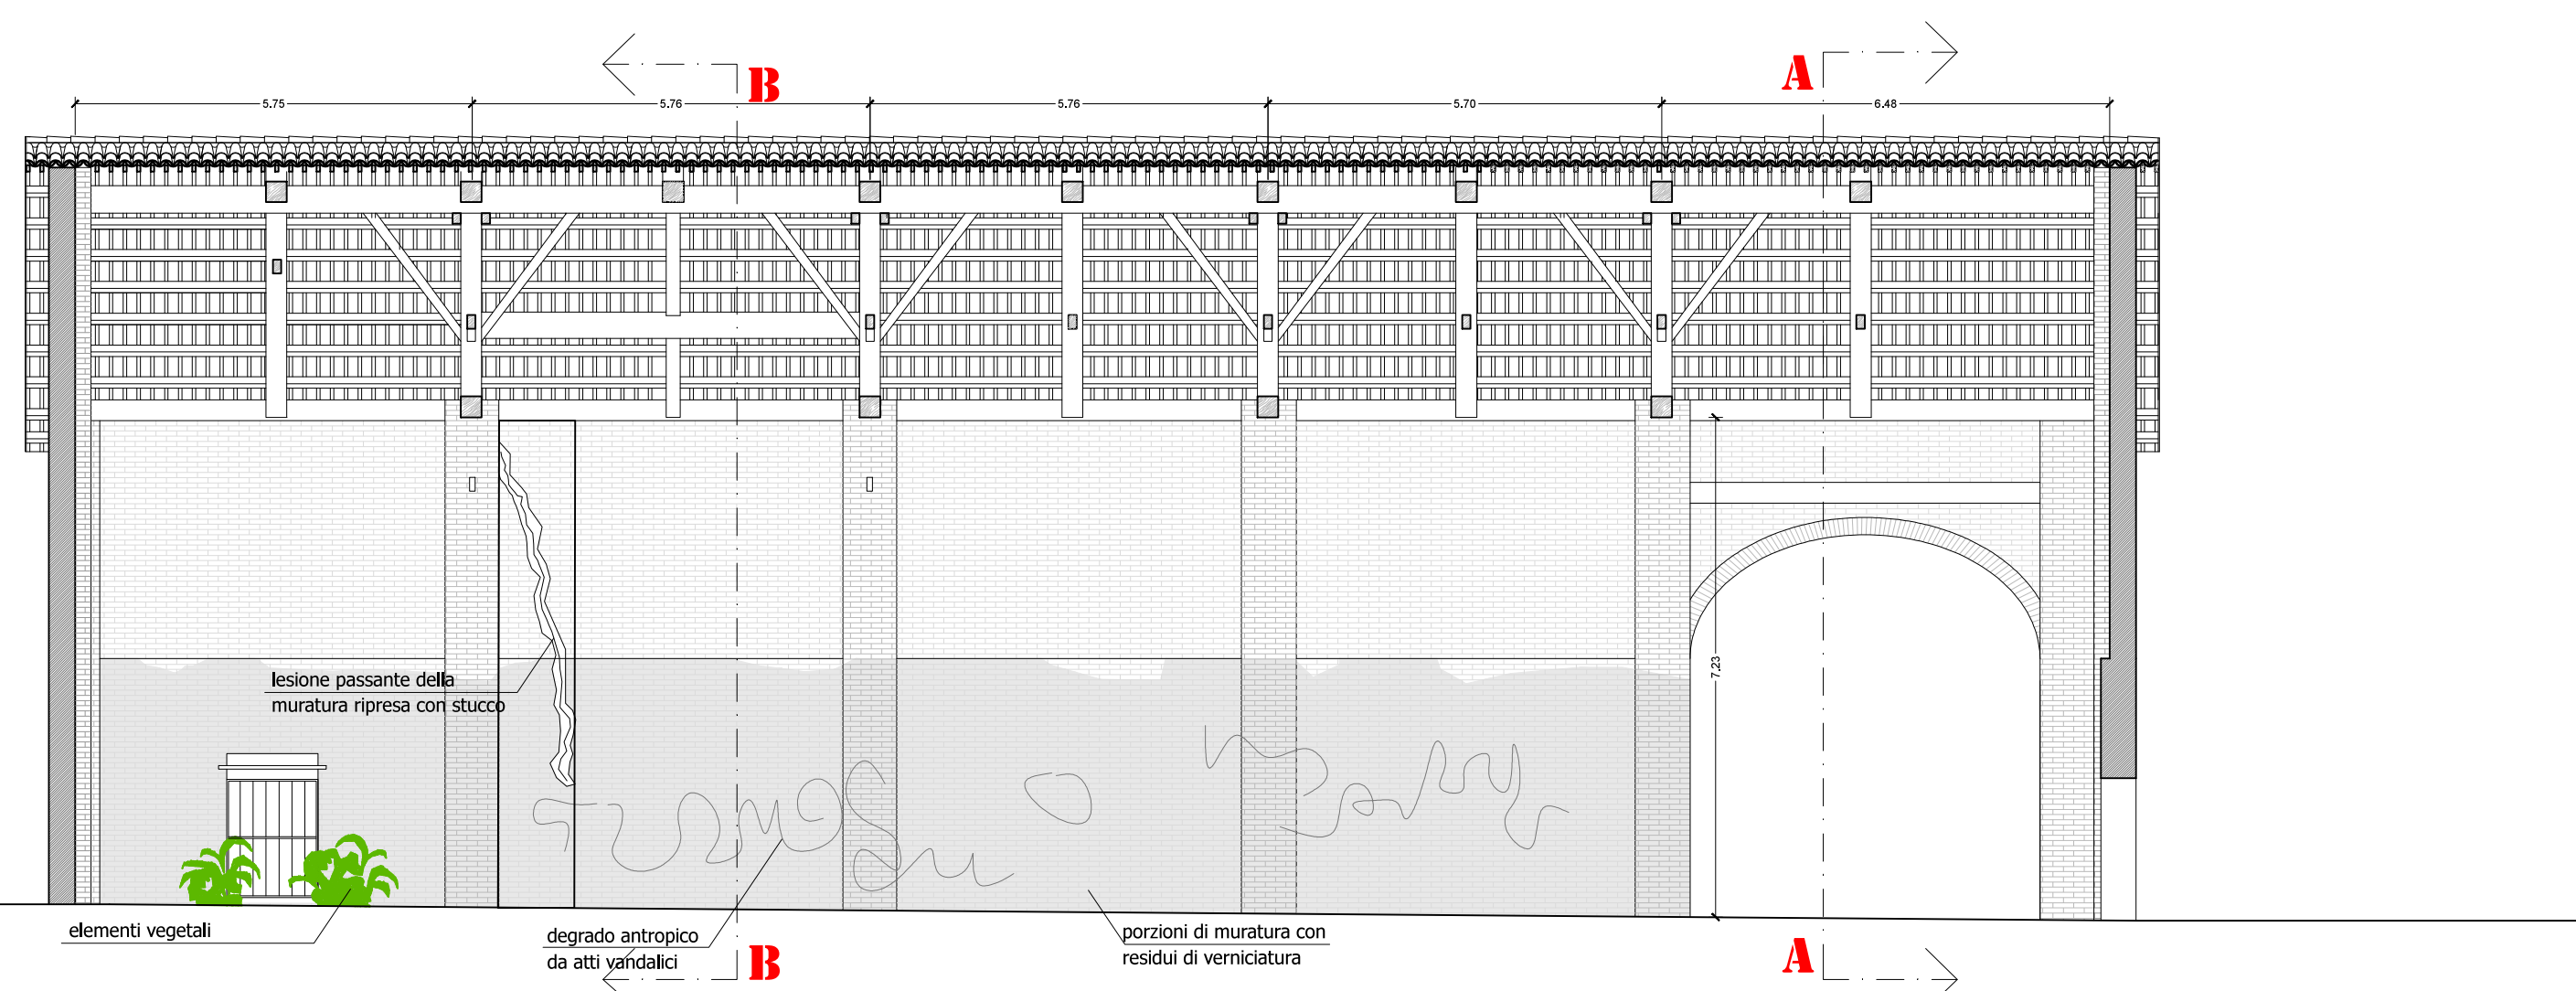 B
A
5.75
5.76
5.76
5.70
6.48
7.23
lesione passante della
muratura ripresa con stucco
elementi vegetali
degrado antropico
da atti vandalici
porzioni di muratura con
residui di verniciatura
B
A